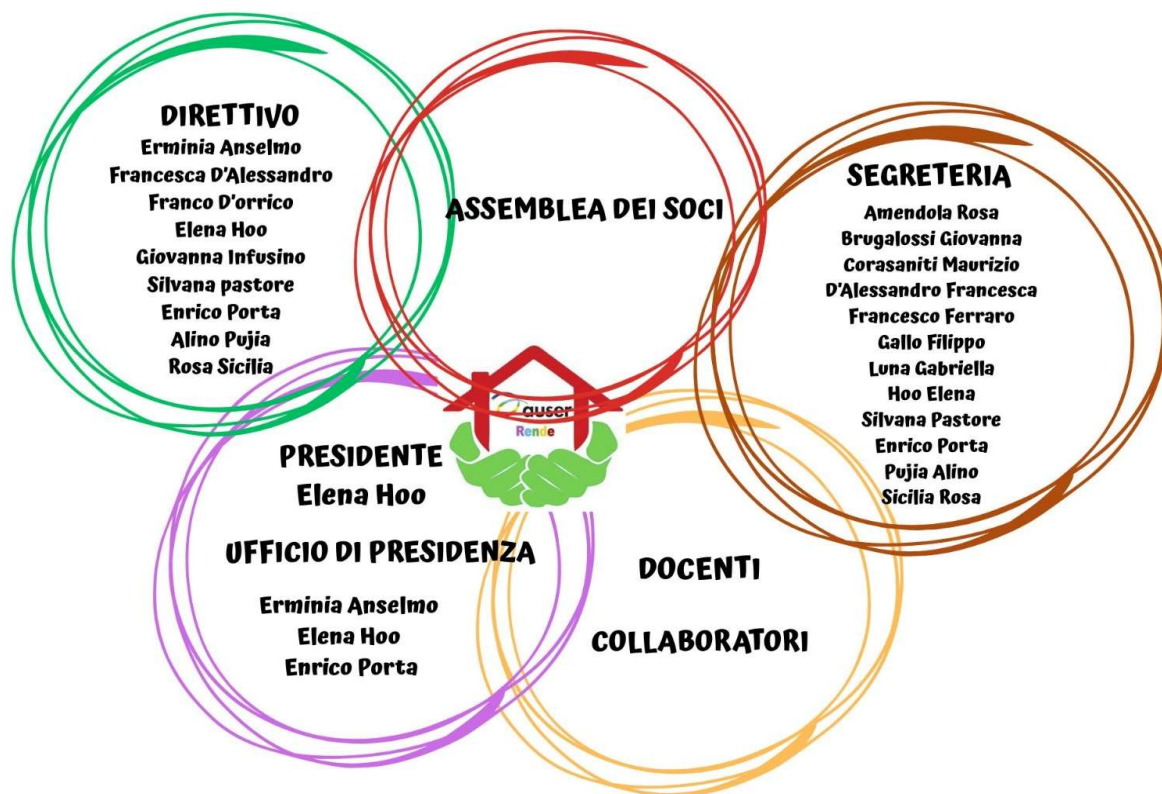 DIRETTIVO
Erminia Anselmo
Francesca D'Alessandro
Franco D'orrico
Elena Hoo
Giovanna Infusino
Silvana pastore
Enrico Porta
Alino Pujia
Rosa Sicilia
ASSEMBLEA DEI SOCI
SEGRETERIA
Amendola Rosa
Brugalossi Giovanna
Corasaniti Maurizio
D'Alessandro Francesca
Francesco Ferraro
Gallo Filippo
Luna Gabriella
Hoo Elena
Silvana Pastore
Enrico Porta
Pujia Alino
Sicilia Rosa
auser
Rende
PRESIDENTE
Elena Hoo
UFFICIO DI PRESIDENZA
Erminia Anselmo
Elena Hoo
Enrico Porta
DOCENTI
COLLABORATORI